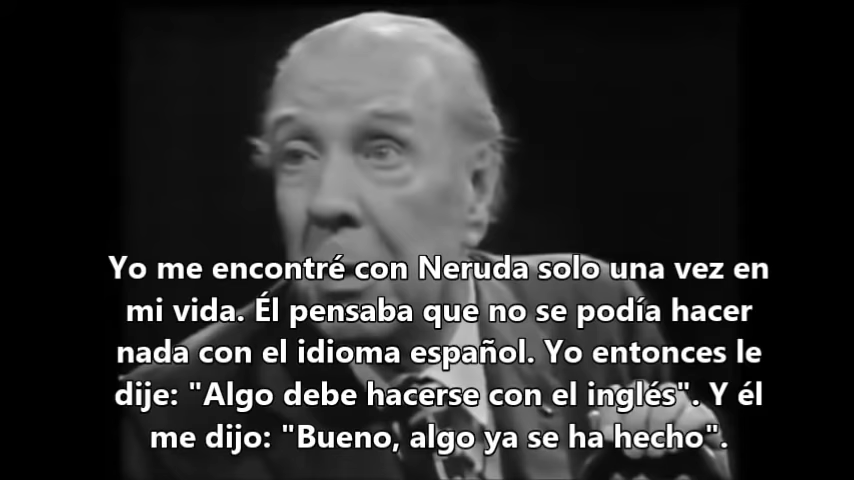 Yo me encontré con Neruda solo una vez en
mi vida. Él pensaba que no se podía hacer
nada con el idioma español. Yo entonces le
dije: "Algo debe hacerse con el inglés". Y él
me dijo: "Bueno, algo ya se ha hecho".